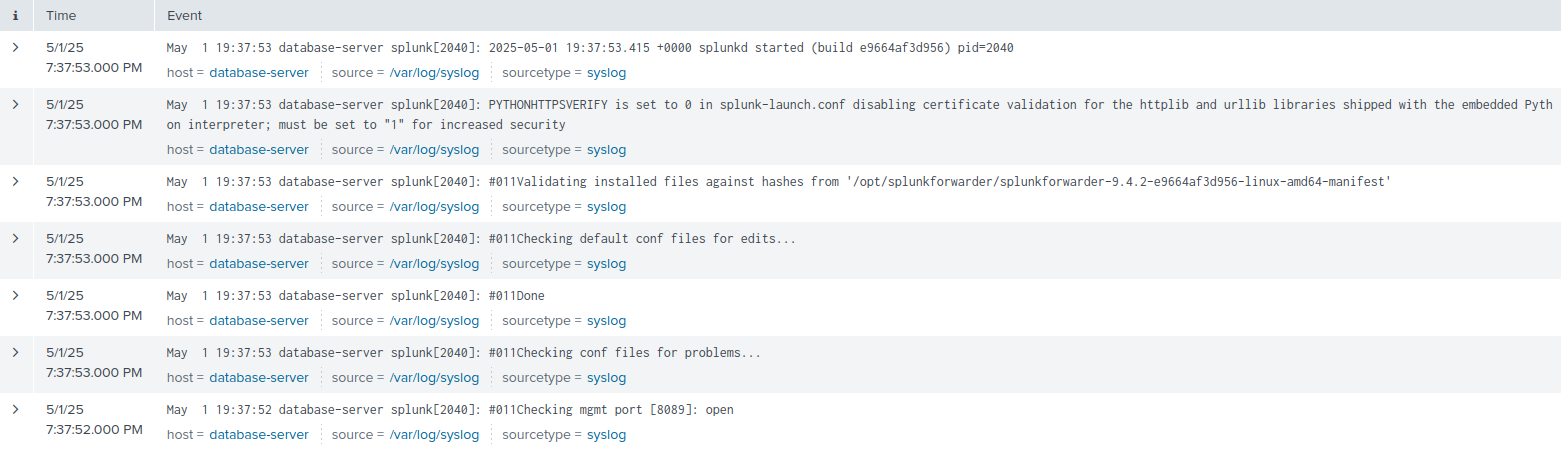 i Time Event
5/1/25 May  1 19:37:53 database-server splunk[2040]: 2025-05-01 19:37:53.415 +0000 splunkd started (build e9664af3d956) pid=2040
7:37:53.000 PM host = database-server source = /var/log/syslog sourcetype = syslog
5/1/25 May  1 19:37:53 database-server splunk[2040]: PYTHONHTTPSVERIFY is set to 0 in splunk-launch.conf disabling certificate validation for the httplib and urllib libraries shipped with the embedded Pyth
7:37:53.000 PM on interpreter; must be set to "1" for increased security
host = database-server source = /var/log/syslog sourcetype = syslog
5/1/25 May  1 19:37:53 database-server splunk[2040]: #011Validating installed files against hashes from '/opt/splunkforwarder/splunkforwarder-9.4.2-e9664af3d956-linux-amd64-manifest'
7:37:53.000 PM host = database-server source = /var/log/syslog sourcetype = syslog
5/1/25 May  1 19:37:53 database-server splunk[2040]: #011Checking default conf files for edits...
7:37:53.000 PM host = database-server source = /var/log/syslog sourcetype = syslog
5/1/25 May  1 19:37:53 database-server splunk[2040]: #011Done
7:37:53.000 PM host = database-server source = /var/log/syslog sourcetype = syslog
5/1/25 May  1 19:37:53 database-server splunk[2040]: #011Checking conf files for problems...
7:37:53.000 PM host = database-server source = /var/log/syslog sourcetype = syslog
5/1/25 May  1 19:37:52 database-server splunk[2040]: #011Checking mgmt port [8089]: open
7:37:52.000 PM host = database-server source = /var/log/syslog sourcetype = syslog